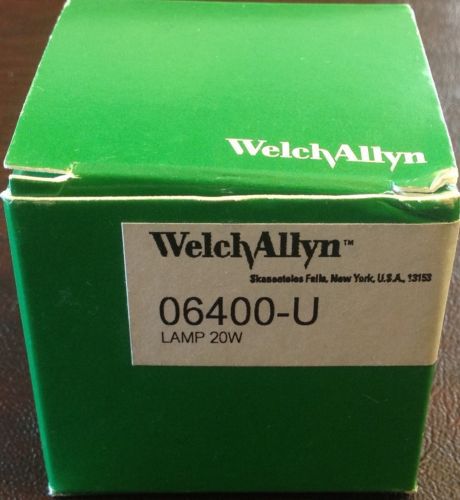 WelchAllyn
WelchAllyn™
Skaneateles Falls, New York, U.S.A., 13153
06400-U
LAMP 20W